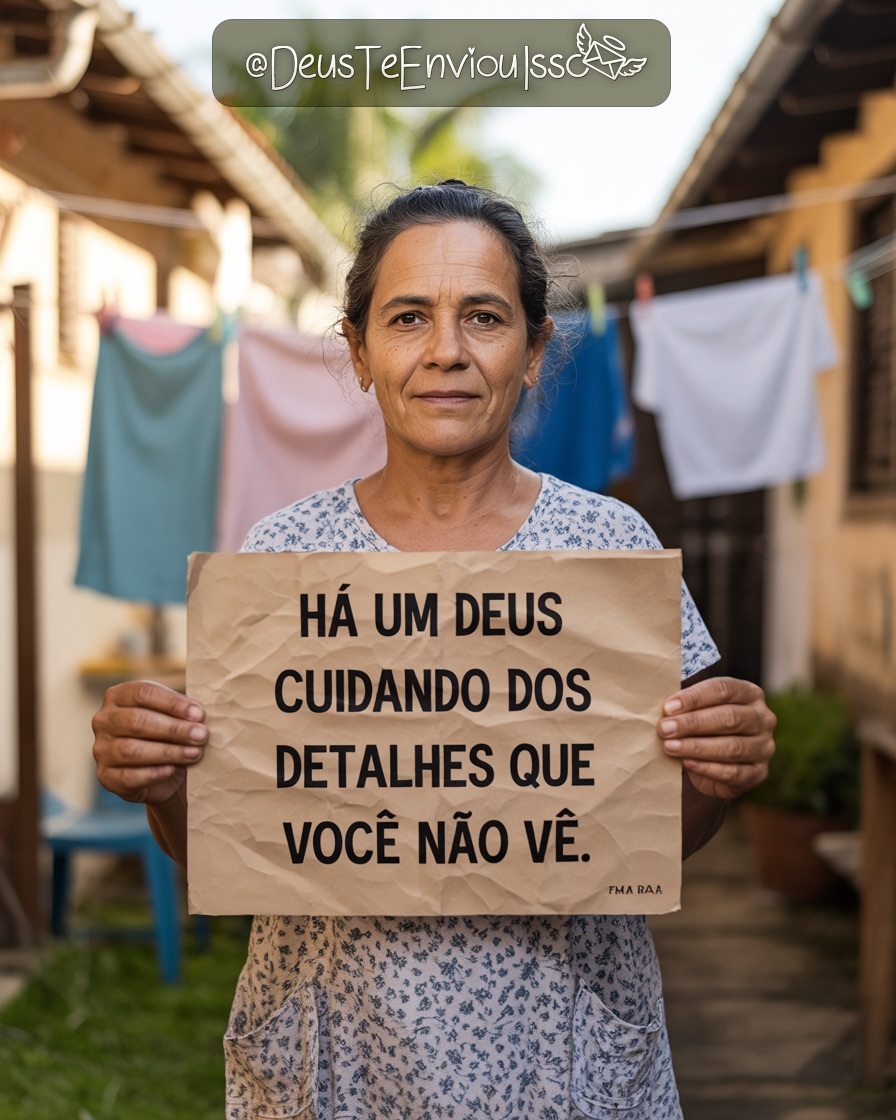 @DeusTeEnviouIsso
HÁ UM DEUS
CUIDANDO DOS
DETALHES QUE
VOCÊ NÃO VÊ.